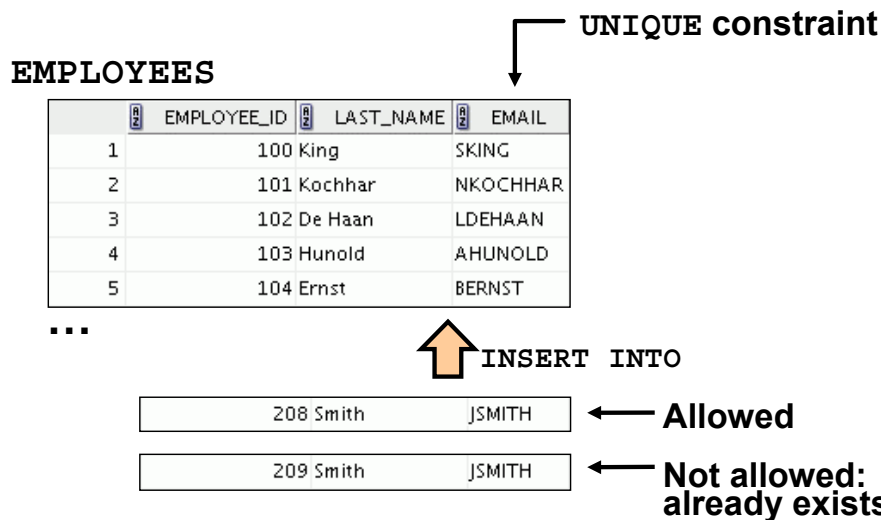 UNIQUE constraint
EMPLOYEES
EMPLOYEE_ID LAST_NAME EMAIL
1 100 King SKING
2 101 Kochhar NKOCHHAR
3 102 De Haan LDEHAAN
4 103 Hunold AHUNOLD
5 104 Ernst BERNST
...
INSERT INTO
208 Smith JSMITH
Allowed
209 Smith JSMITH
Not allowed:
already exists